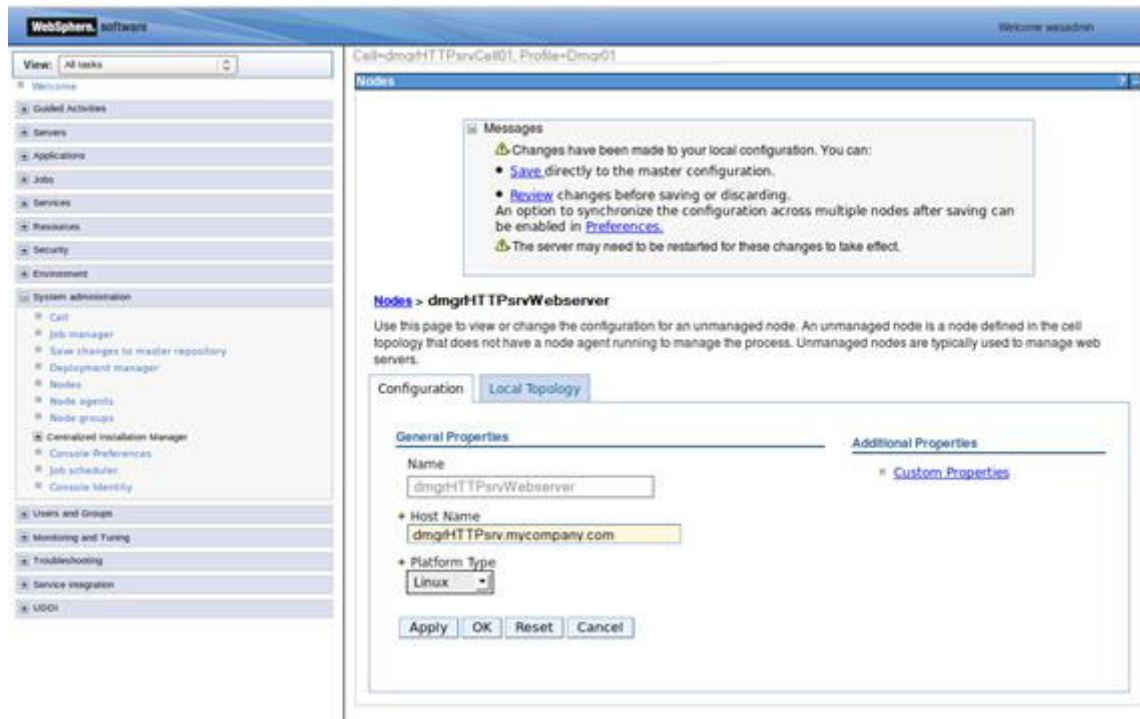 WebSphere. software
Welcome wasadmin
View: All tasks
Welcome
Guided Activities
Servers
Applications
Jobs
Services
Resources
Security
Environment
System administration
Cell
Job manager
Save changes to master repository
Deployment manager
Nodes
Node agents
Node groups
Centralized Installation Manager
Console Preferences
Job scheduler
Console Identity
Users and Groups
Monitoring and Tuning
Troubleshooting
Service integration
UDDI
Cell=dmgrHTTPsrvCell01, Profile=Dmgr01
Nodes
? -
Messages
Changes have been made to your local configuration. You can:
• Save directly to the master configuration.
• Review changes before saving or discarding.
An option to synchronize the configuration across multiple nodes after saving can
be enabled in Preferences.
The server may need to be restarted for these changes to take effect.
Nodes > dmgrHTTPsrvWebserver
Use this page to view or change the configuration for an unmanaged node. An unmanaged node is a node defined in the cell
topology that does not have a node agent running to manage the process. Unmanaged nodes are typically used to manage web
servers.
Configuration
Local Topology
General Properties
Name
dmgrHTTPsrvWebserver
Host Name
dmgrHTTPsrv.mycompany.com
Platform Type
Linux
Apply OK Reset Cancel
Additional Properties
Custom Properties